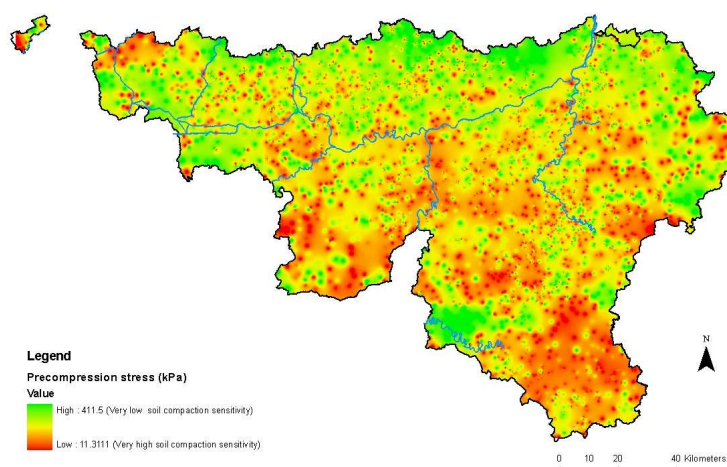 Legend
Precompression stress (kPa)
Value
High : 411.5 (Very low soil compaction sensitivity)
Low : 11.3111 (Very high soil compaction sensitivity)
N
0 10 20 40 Kilometers